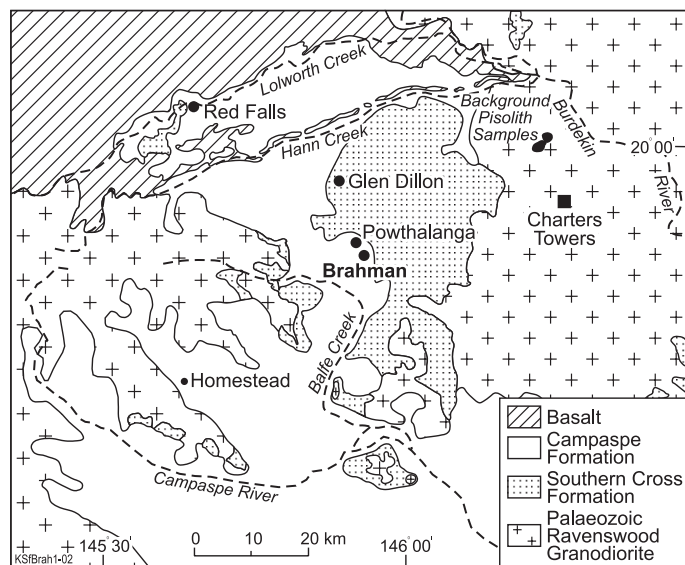 Lolworth Creek
Red Falls
Hann Creek
Background
Pisolith
Samples
Burdekin
River
20° 00'
Glen Dillon
Charters
Towers
Powthalanga
Brahman
Balfe Creek
Homestead
Campaspe River
Basalt
Campaspe
Formation
Southern Cross
Formation
Palaeozoic
Ravenswood
Granodiorite
0 10 20 km
KSfBrah1-02
145° 30'
146° 00'